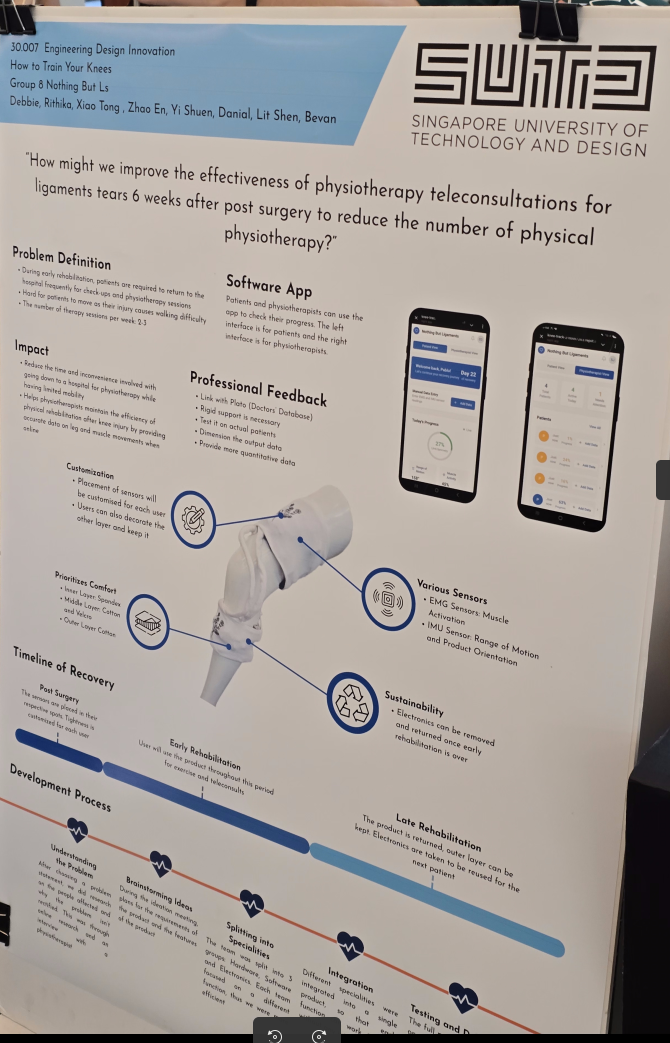 30.007 Engineering Design Innovation
How to Train Your Knees
Group 8 Nothing But Ls
Debbie, Rithika, Xiao Tong , Zhao En, Yi Shuen, Danial, Lit Shen, Bevan
SUTD
SINGAPORE UNIVERSITY OF
TECHNOLOGY AND DESIGN
"How might we improve the effectiveness of physiotherapy teleconsultations for
ligaments tears 6 weeks after post surgery to reduce the number of physical
physiotherapy?"
Problem Definition
• During early rehabilitation, patients are required to return to the
hospital frequently for check-ups and physiotherapy sessions
• Hard for patients to move as their injury causes walking difficulty
• The number of therapy sessions per week: 2-3
Software App
Patients and physiotherapists can use the
app to check their progress. The left
interface is for patients and the right
interface is for physiotherapists.
Impact
• Reduce the time and inconvenience involved with
going down to a hospital for physiotherapy while
having limited mobility
• Helps physiotherapists maintain the efficiency of
physical rehabilitation after knee injury by providing
accurate data on leg and muscle movements when
online
Professional Feedback
• Link with Plato (Doctors Database)
• Rigid support is necessary
• Test it on actual patients
• Dimension the output data
• Provide more quantitative data
Nothing But Ligaments
Day 22
Manual Data Entry
Today's Progress
Nothing But Ligaments
Patients
Customization
• Placement of sensors will
be customised for each user
• Users can also decorate the
other layer and keep it
Prioritizes Comfort
• Inner Layer: Spandex
• Middle Layer: Cotton
and Velcro
• Outer Layer Cotton
Various Sensors
• EMG Sensors: Muscle
Activation
• IMU Sensor: Range of Motion
and Product Orientation
Sustainability
• Electronics can be removed
and returned once early
rehabilitation is over
Timeline of Recovery
Post Surgery
The sensors are placed in their
respective spots. Tightness is
customised for each user
Early Rehabilitation
User will use the product throughout this period
for exercise and teleconsults
Late Rehabilitation
The product is returned, outer layer can be
kept. Electronics are taken to be reused for the
next patient
Development Process
Understanding
the Problem
After choosing a problem
statement, we did research
on the people affected and
why the problem isn't
rectified. This was through
online research and an
interview with a
physiotherapist
Brainstorming Ideas
During the ideation meeting,
plans for the requirements of
the product and the features
of the product
Splitting into
Specialities
The team was split into 3
groups: Hardware, Software
and Electronics. Each team
focused on a different
function, thus we were
efficient
Integration
Different specialities were
integrated into a single
product, so that
function
work
Testing and
The full